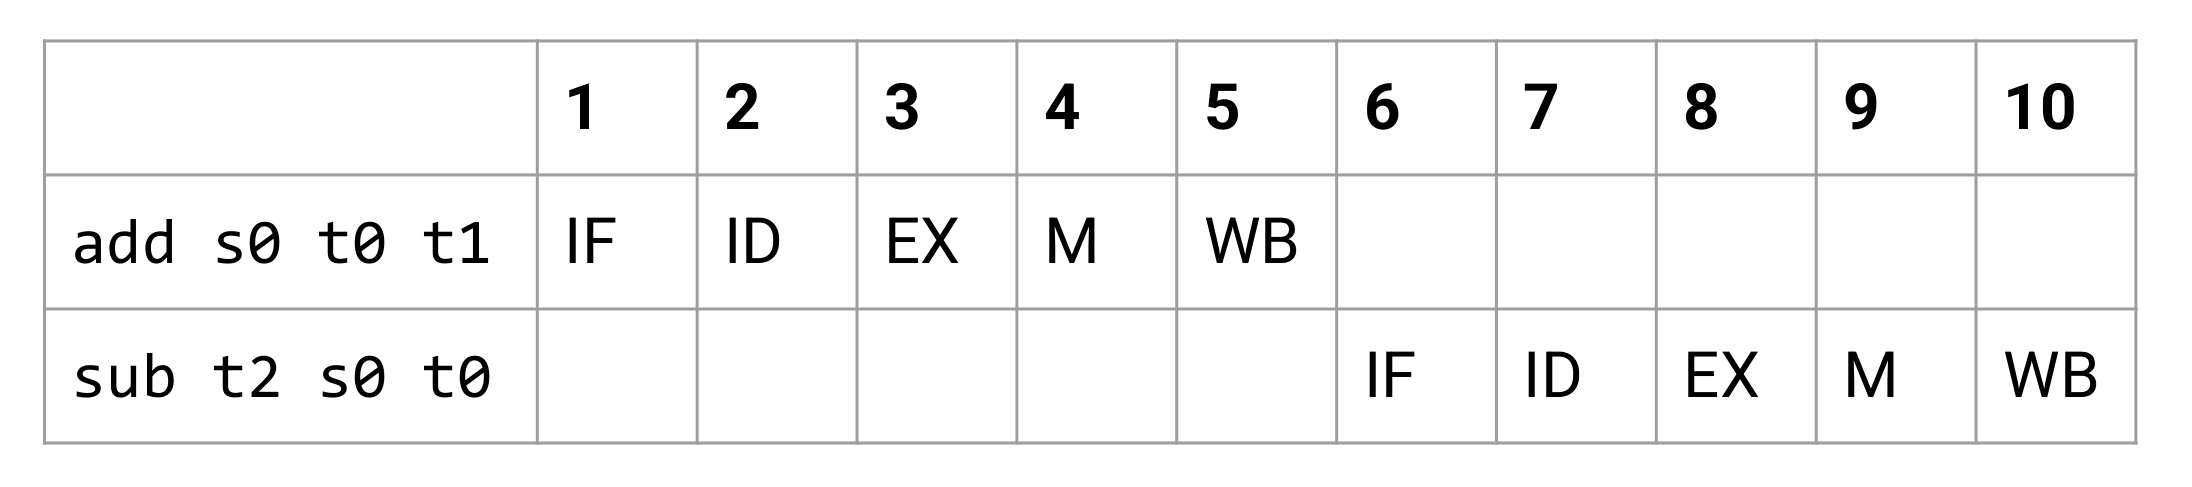 1 2 3 4 5 6 7 8 9 10
add s0 t0 t1 IF ID EX M WB
sub t2 s0 t0 IF ID EX M WB